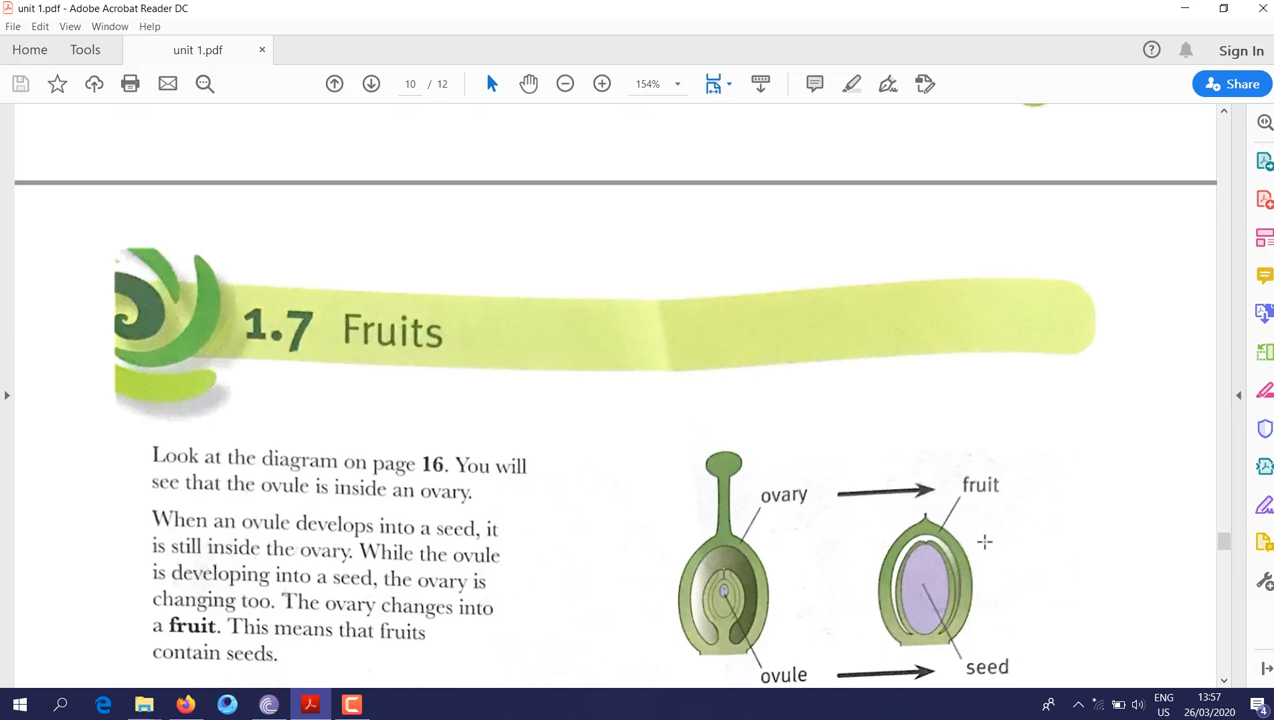 unit 1.pdf - Adobe Acrobat Reader DC
File Edit View Window Help
Home Tools unit 1.pdf × Sign In
10 / 12 154% Share
1.7 Fruits
Look at the diagram on page 16. You will
see that the ovule is inside an ovary.
When an ovule develops into a seed, it
is still inside the ovary. While the ovule
is developing into a seed, the ovary is
changing too. The ovary changes into
a fruit. This means that fruits
contain seeds.
ovary fruit
ovule seed
ENG 13:57
US 26/03/2020 4